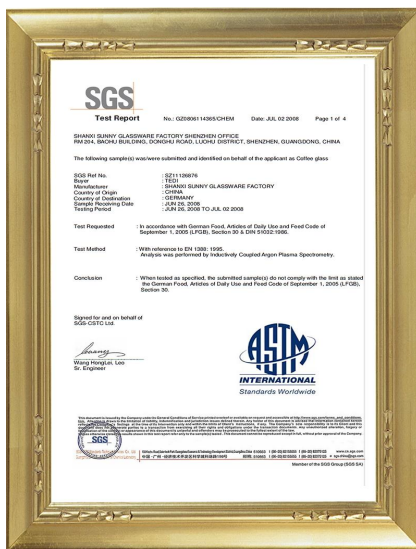 SGS
Test Report No.: GZ0806114365/CHEM Date: JUL 02 2008 Page 1 of 4
SHANXI SUNNY GLASSWARE FACTORY SHENZHEN OFFICE
RM 204, BAOHU BUILDING, DONGHU ROAD, LUOHU DISTRICT, SHENZHEN, GUANGDONG, CHINA
The following sample(s) was/were submitted and identified on behalf of the applicant as Coffee glass
SGS Ref No. : SZ11126876
Buyer : TEDI
Manufacturer : SHANXI SUNNY GLASSWARE FACTORY
Country of Origin : CHINA
Country of Destination : GERMANY
Sample Receiving Date : JUN 26, 2008
Testing Period : JUN 26, 2008 TO JUL 02 2008
Test Requested : In accordance with German Food, Articles of Daily Use and Feed Code of
September 1, 2005 (LFGB), Section 30 & DIN 51032:1986.
Test Method : With reference to EN 1388: 1995.
Analysis was performed by Inductively Coupled Argon Plasma Spectrometry.
Conclusion : When tested as specified, the submitted sample(s) do not comply with the limit as stated
the German Food, Articles of Daily Use and Feed Code of September 1, 2005 (LFGB),
Section 30.
Signed for and on behalf of
SGS-CSTC Ltd.
Wang HengLei, Leo
Sr. Engineer
ASTM
INTERNATIONAL
Standards Worldwide
SGS
Member of the SGS Group (SGS SA)